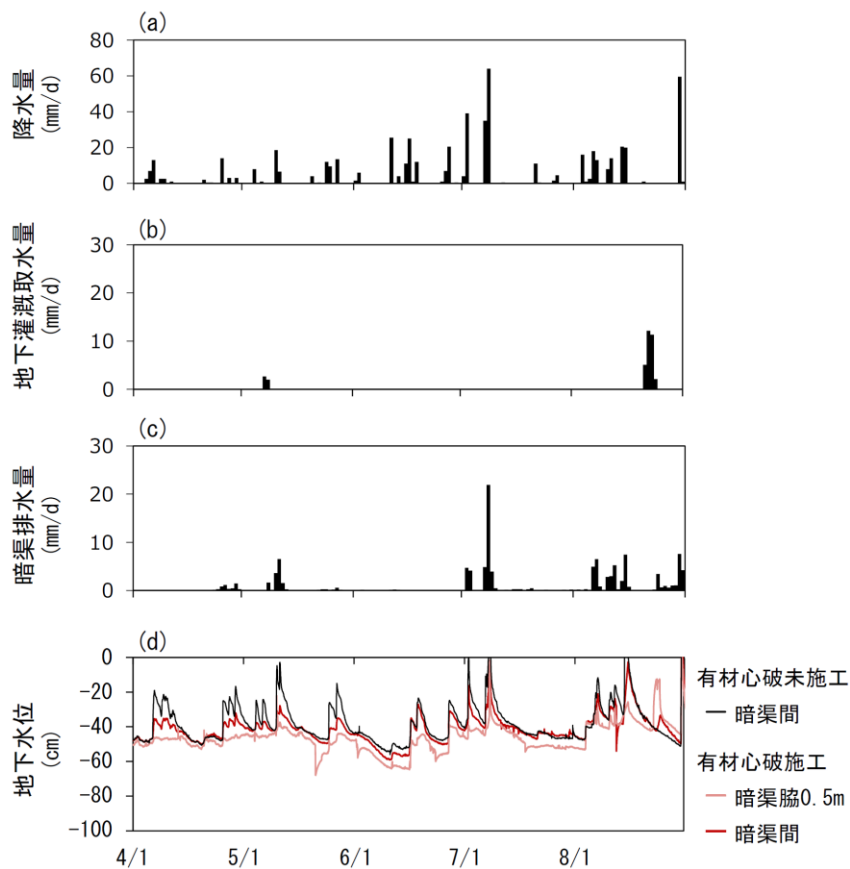 (a)
降水量
(mm/d)
80
60
40
20
0
(b)
地下灌漑取水量
(mm/d)
30
20
10
0
(c)
暗渠排水量
(mm/d)
30
20
10
0
(d)
地下水位
(cm)
0
-20
-40
-60
-80
-100
4/1
5/1
6/1
7/1
8/1
有材心破未施工
暗渠間
有材心破施工
暗渠脇0.5m
暗渠間